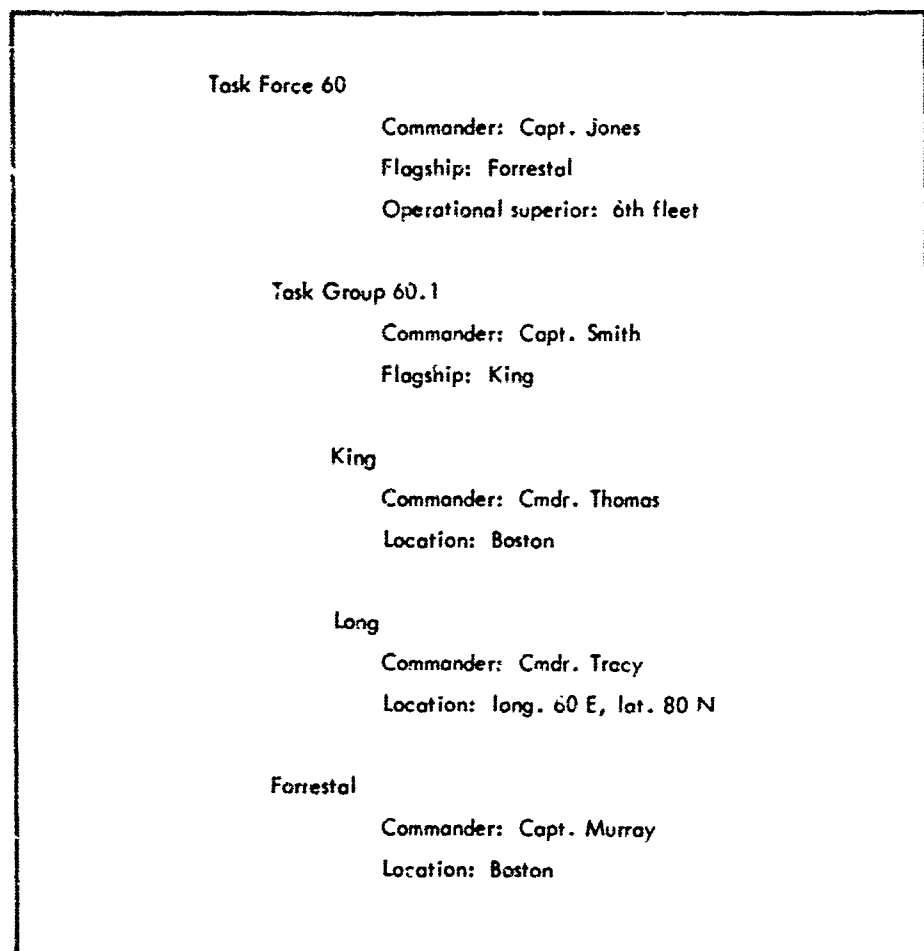 Task Force 60
Commander: Capt. Jones
Flagship: Forrestal
Operational superior: 6th fleet
Task Group 60.1
Commander: Capt. Smith
Flagship: King
King
Commander: Cmdr. Thomas
Location: Boston
Long
Commander: Cmdr. Tracy
Location: long. 60 E, lat. 80 N
Forrestal
Commander: Capt. Murray
Location: Boston